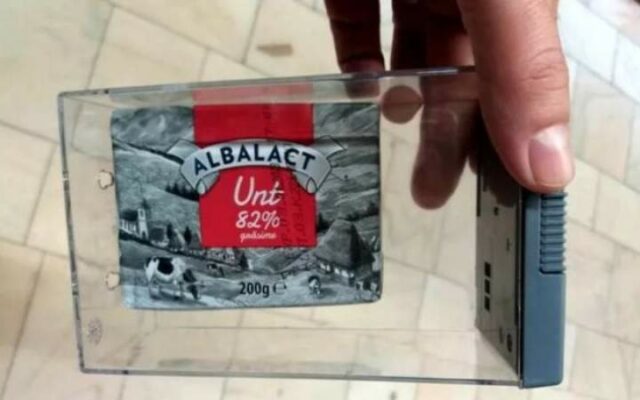 ALBALACT
Unt
82%
grăsime
200g ℮